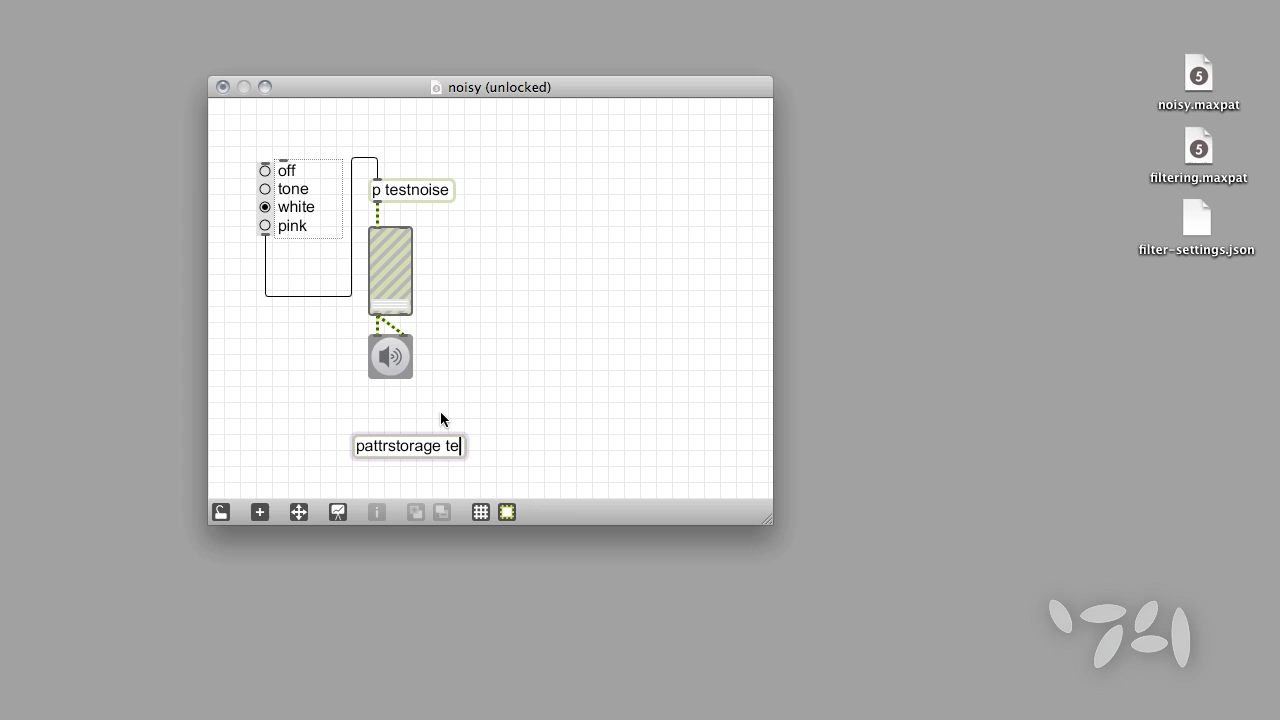 noisy (unlocked)
off
tone
white
pink
p testnoise
pattrstorage te
5
noisy.maxpat
5
filtering.maxpat
filter-settings.json